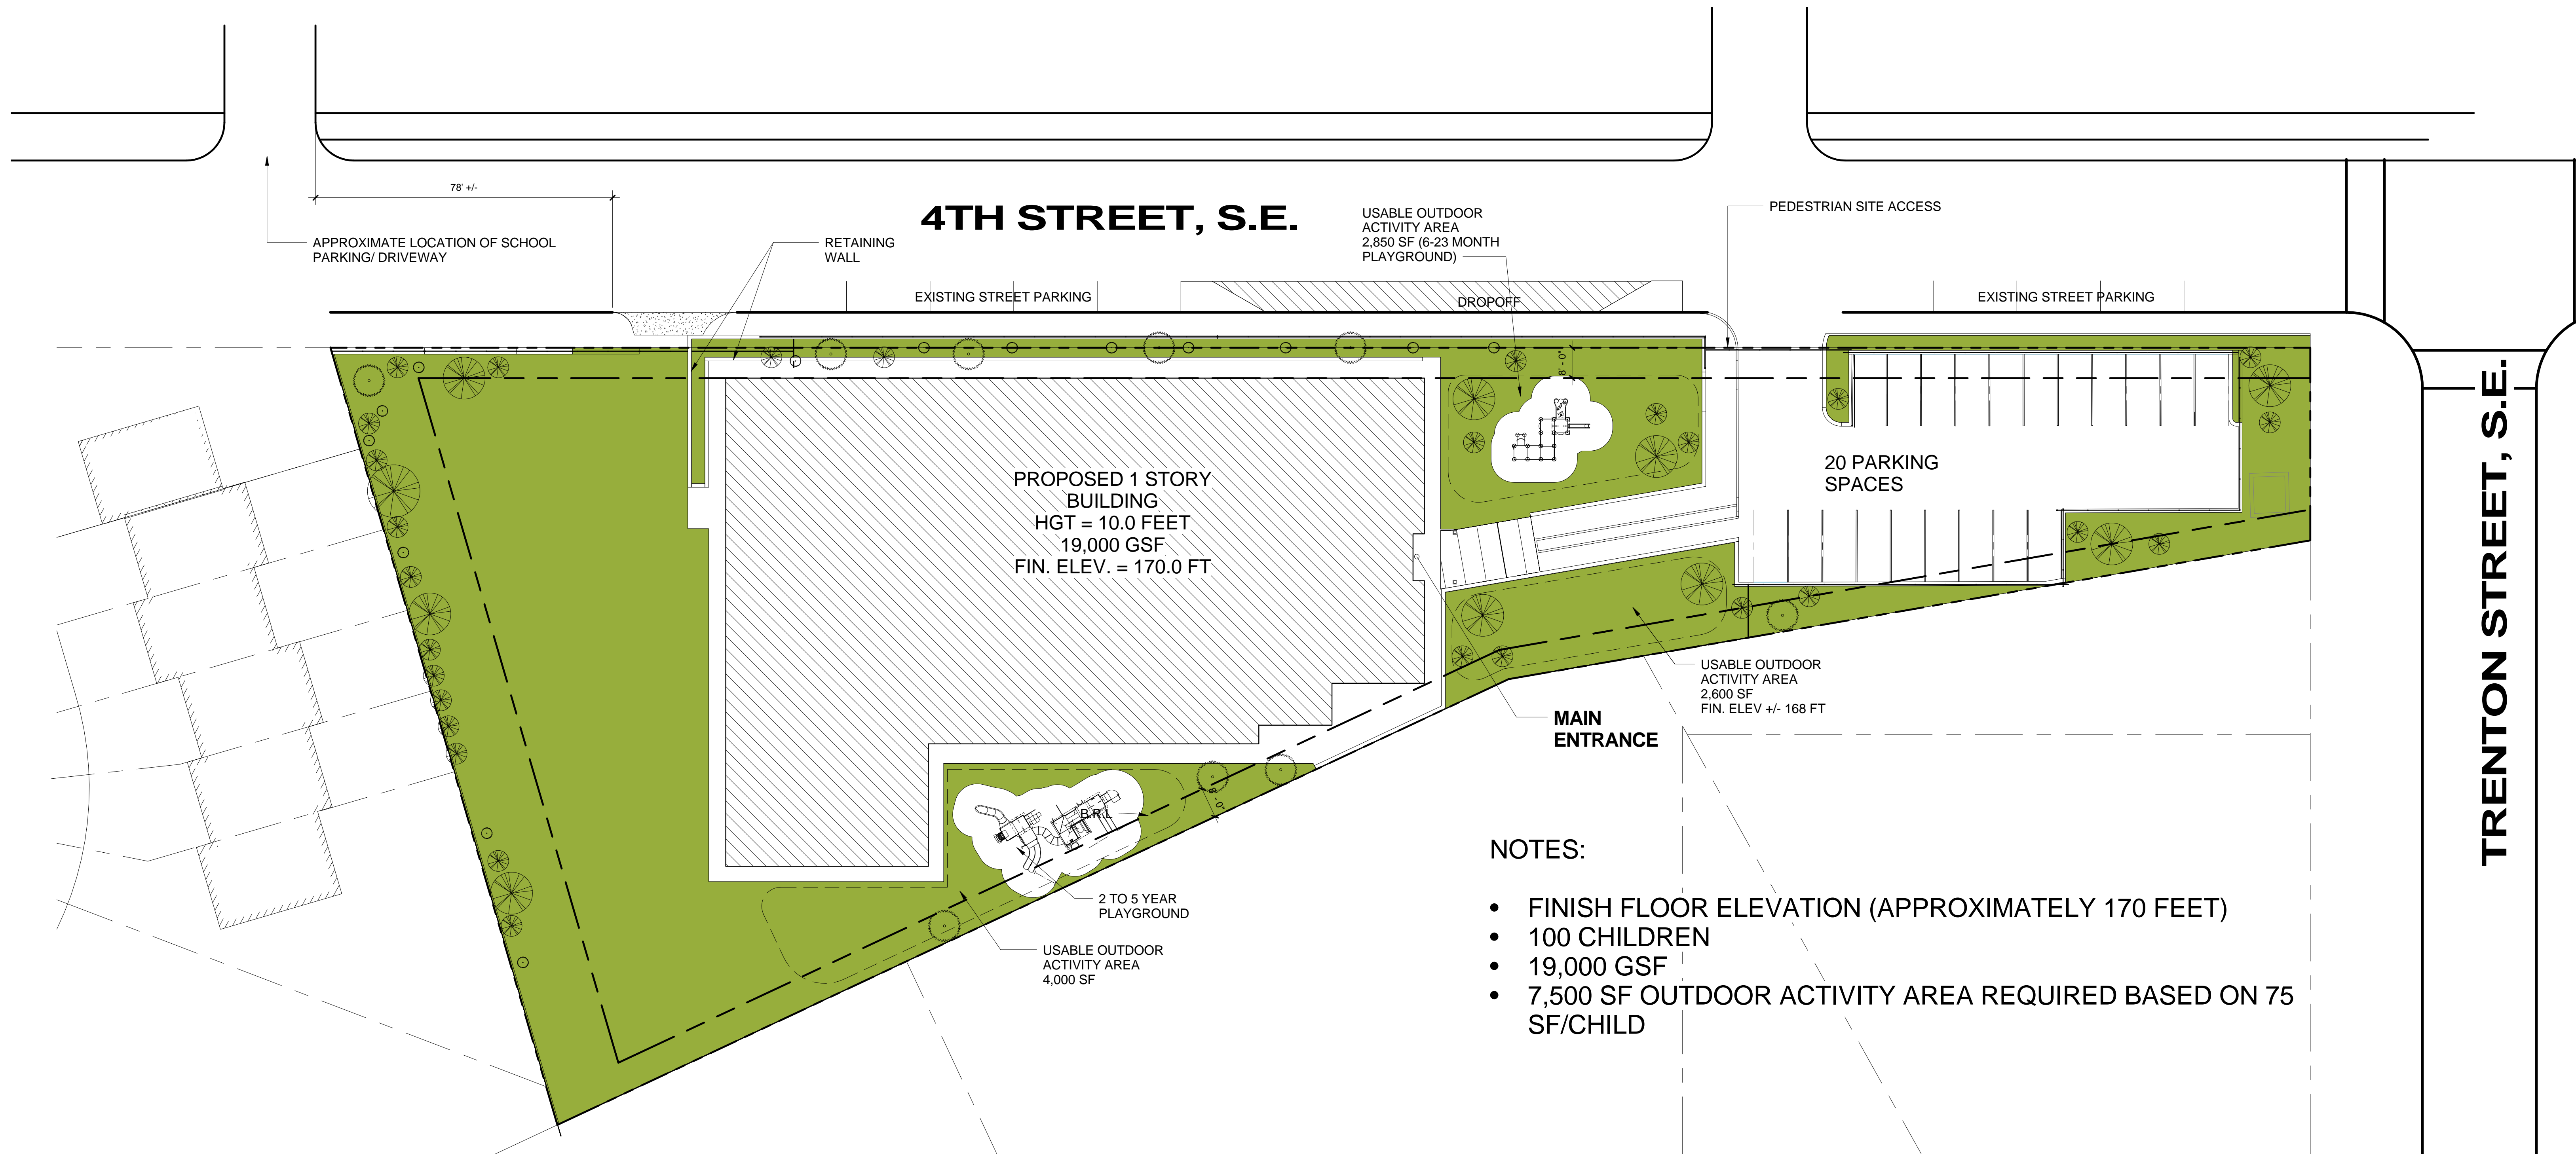 78' +/-
4TH STREET, S.E.
APPROXIMATE LOCATION OF SCHOOL
PARKING/ DRIVEWAY
RETAINING
WALL
USABLE OUTDOOR
ACTIVITY AREA
2,850 SF (6-23 MONTH
PLAYGROUND)
PEDESTRIAN SITE ACCESS
EXISTING STREET PARKING
DROPOFF
EXISTING STREET PARKING
8' - 0"
TRENTON STREET, S.E.
PROPOSED 1 STORY
BUILDING
HGT = 10.0 FEET
19,000 GSF
FIN. ELEV. = 170.0 FT
20 PARKING
SPACES
USABLE OUTDOOR
ACTIVITY AREA
2,600 SF
FIN. ELEV +/- 168 FT
MAIN
ENTRANCE
8' - 0"
B.R.L
2 TO 5 YEAR
PLAYGROUND
USABLE OUTDOOR
ACTIVITY AREA
4,000 SF
NOTES:
• FINISH FLOOR ELEVATION (APPROXIMATELY 170 FEET)
• 100 CHILDREN
• 19,000 GSF
• 7,500 SF OUTDOOR ACTIVITY AREA REQUIRED BASED ON 75
SF/CHILD